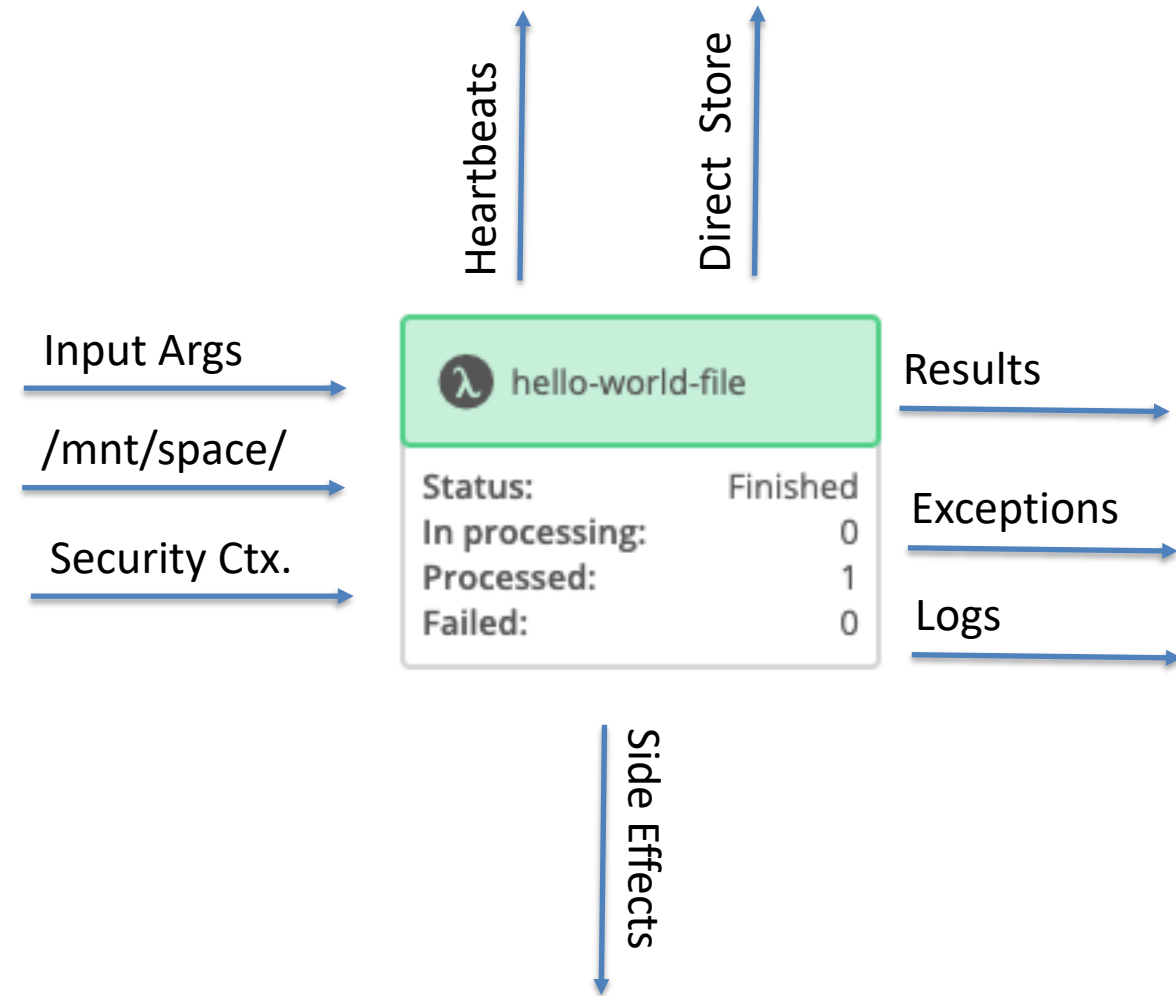 Heartbeats
Direct Store
Input Args
/mnt/space/
Security Ctx.
λ hello-world-file
Status: Finished
In processing: 0
Processed: 1
Failed: 0
Results
Exceptions
Logs
Side Effects